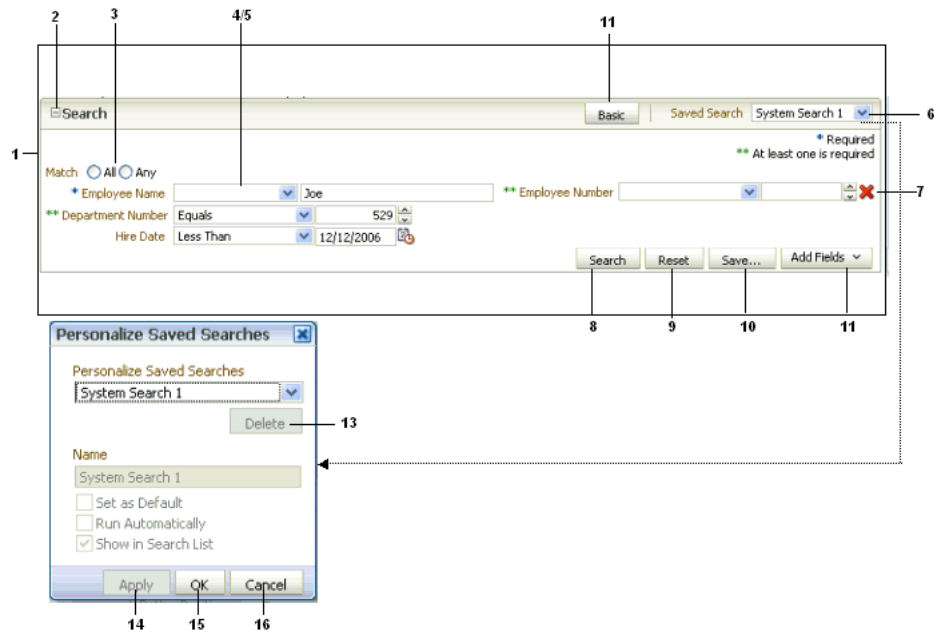 2 3 4/5 11
Search Basic Saved Search System Search 1 6
* Required
1 ** At least one is required
Match All Any
* Employee Name Joe ** Employee Number 7
** Department Number Equals 529
Hire Date Less Than 12/12/2006
Search Reset Save... Add Fields
8 9 10 11
Personalize Saved Searches
Personalize Saved Searches
System Search 1
Delete 13
Name
System Search 1
Set as Default
Run Automatically
Show in Search List
Apply OK Cancel
14 15 16